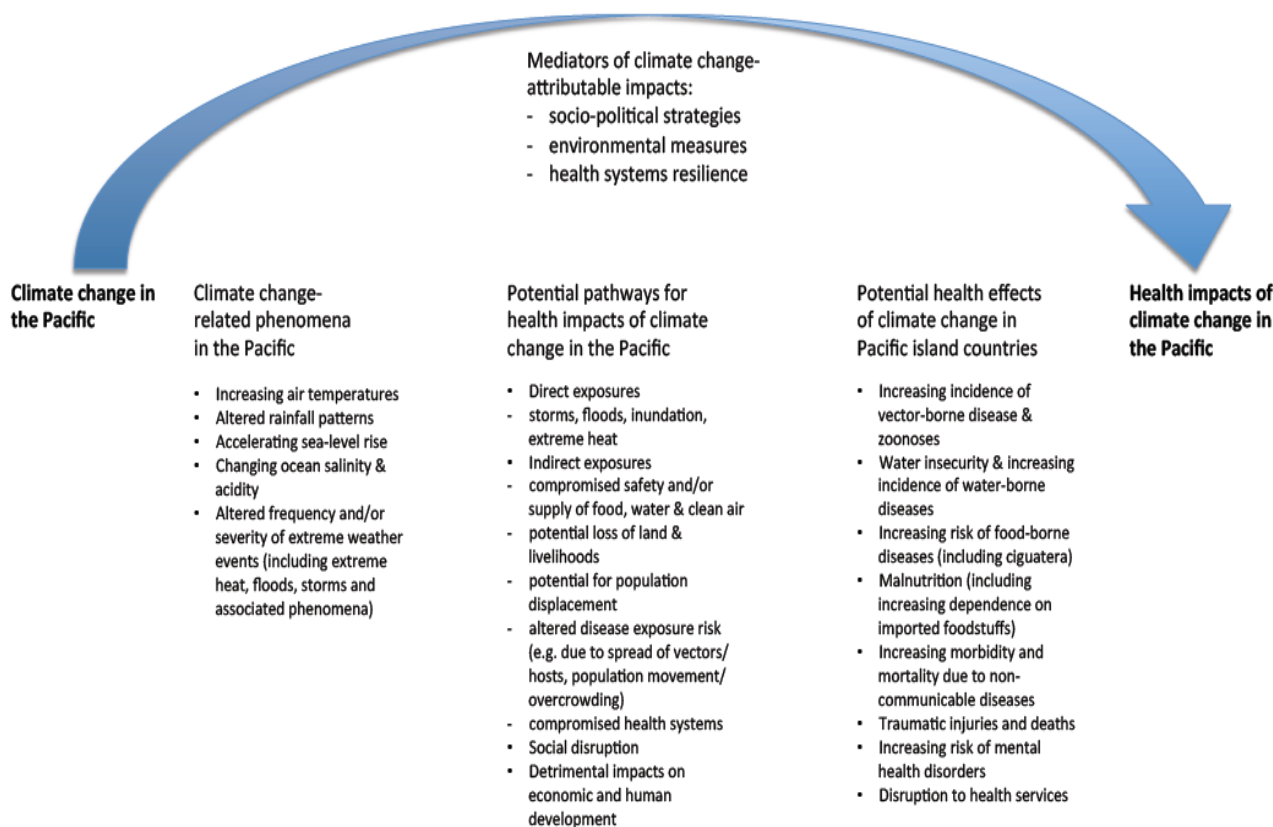 Mediators of climate change-
attributable impacts:
- socio-political strategies
- environmental measures
- health systems resilience
Climate change in
the Pacific
Climate change-
related phenomena
in the Pacific
• Increasing air temperatures
• Altered rainfall patterns
• Accelerating sea-level rise
• Changing ocean salinity &
acidity
• Altered frequency and/or
severity of extreme weather
events (including extreme
heat, floods, storms and
associated phenomena)
Potential pathways for
health impacts of climate
change in the Pacific
• Direct exposures
- storms, floods, inundation,
extreme heat
• Indirect exposures
- compromised safety and/or
supply of food, water & clean air
- potential loss of land &
livelihoods
- potential for population
displacement
- altered disease exposure risk
(e.g. due to spread of vectors/
hosts, population movement/
overcrowding)
- compromised health systems
• Social disruption
• Detrimental impacts on
economic and human
development
Potential health effects
of climate change in
Pacific island countries
• Increasing incidence of
vector-borne disease &
zoonoses
• Water insecurity & increasing
incidence of water-borne
diseases
• Increasing risk of food-borne
diseases (including ciguatera)
• Malnutrition (including
increasing dependence on
imported foodstuffs)
• Increasing morbidity and
mortality due to non-
communicable diseases
• Traumatic injuries and deaths
• Increasing risk of mental
health disorders
• Disruption to health services
Health impacts of
climate change in
the Pacific